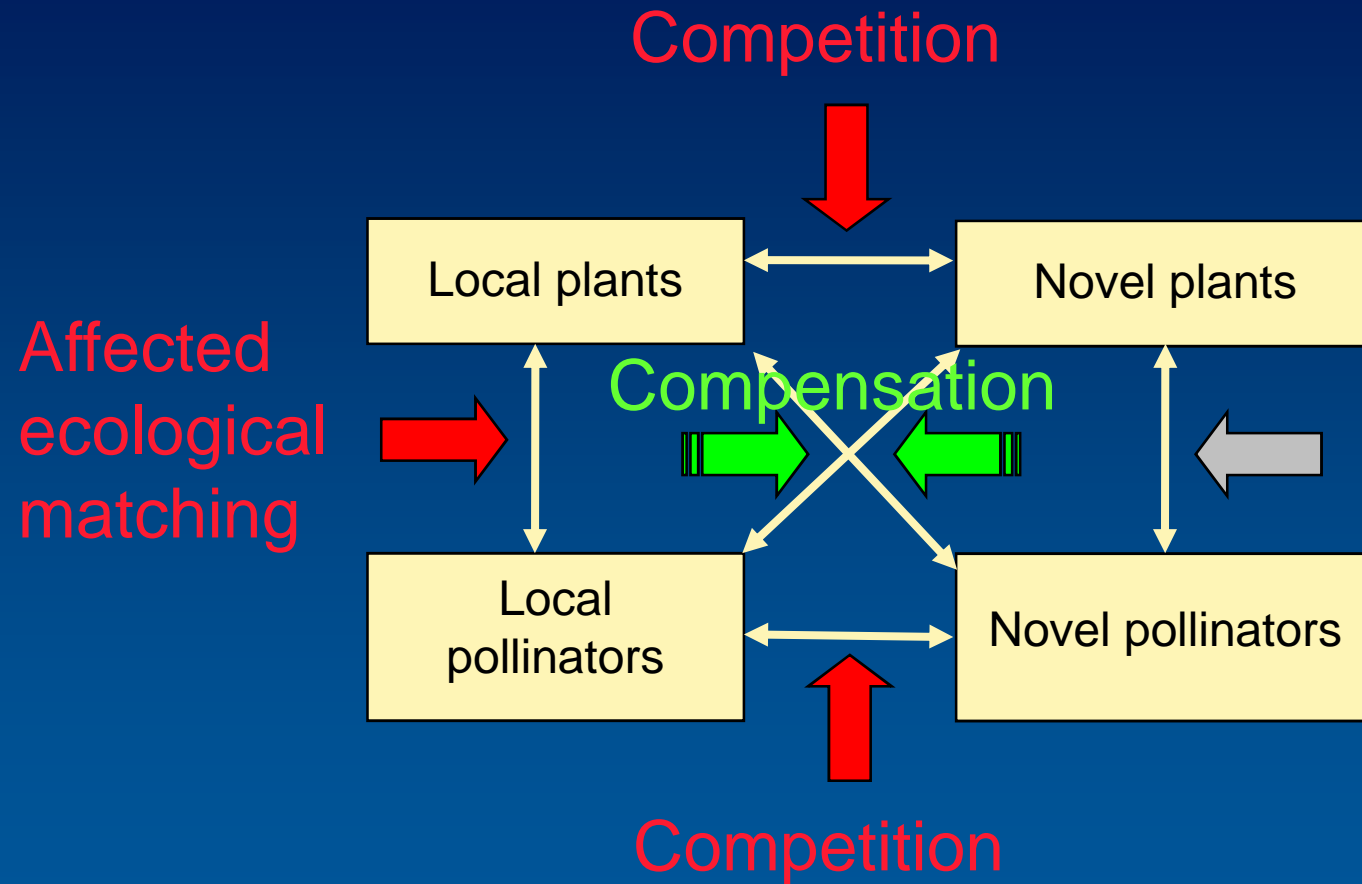 Competition
Local plants
Novel plants
Affected
ecological
matching
Compensation
Local
pollinators
Novel pollinators
Competition